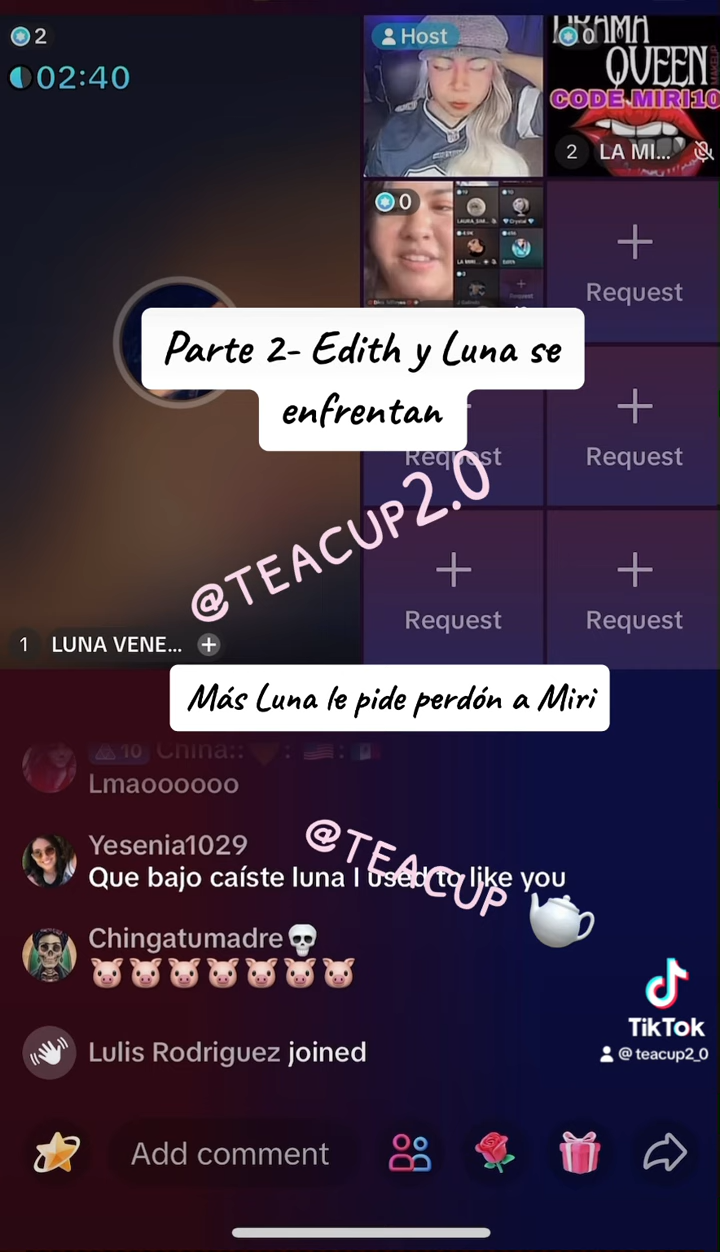 2
02:40
Host
0
DRAMA
QUEEN
MAKEUP
CODE MIRI10
2 LA MI...
0
Request
Parte 2- Edith y Luna se
enfrentan
Request
Request
@TEACUP2.0
Request
Request
1 LUNA VENE...
Más Luna le pide perdón a Miri
10 China::
Lmaoooooo
Yesenia1029
Que bajo caíste luna I used to like you
@TEACUP
Chingatumadre
Lulis Rodriguez joined
TikTok
@teacup2_0
Add comment